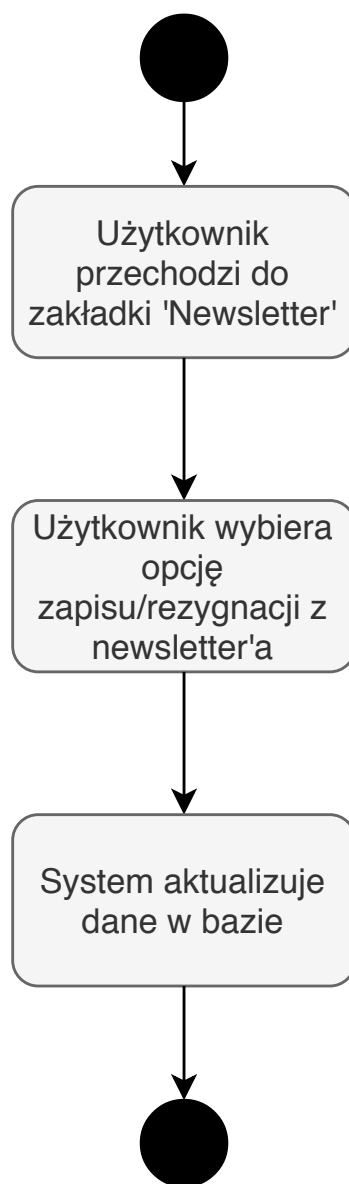 Użytkownik
przechodzi do
zakładki 'Newsletter'
Użytkownik wybiera
opcję
zapisu/rezygnacji z
newsletter'a
System aktualizuje
dane w bazie